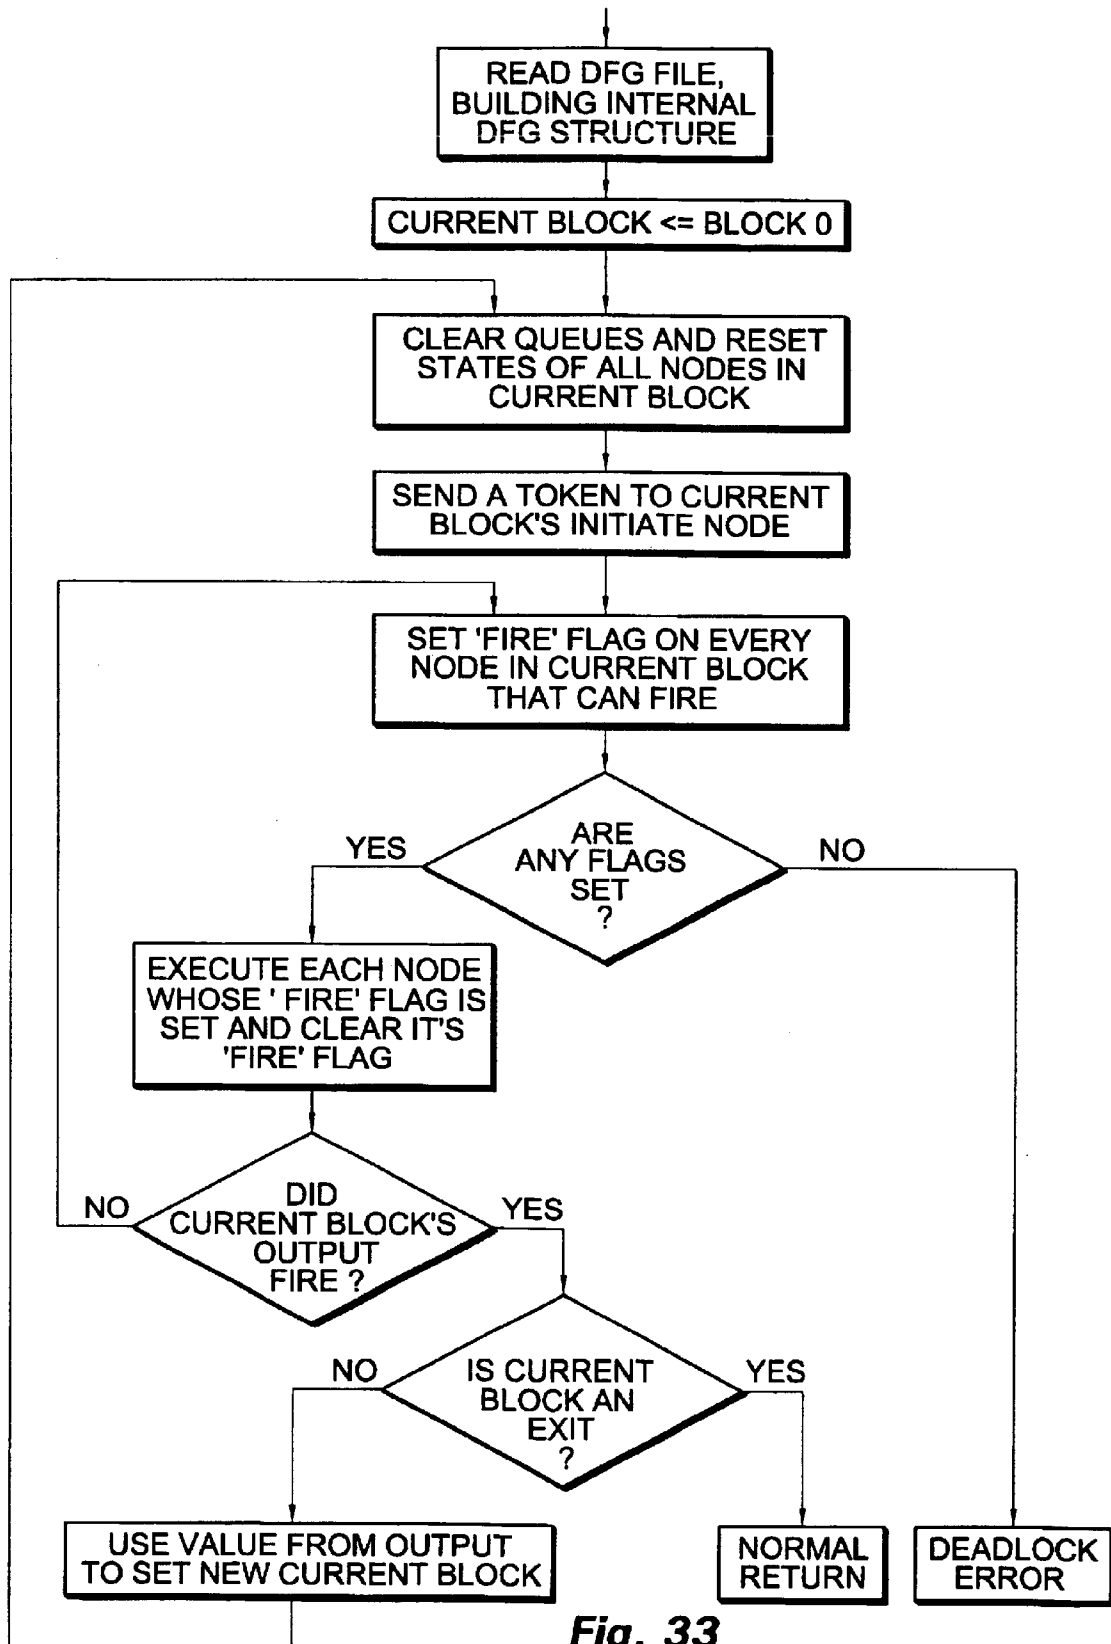 READ DFG FILE,
BUILDING INTERNAL
DFG STRUCTURE
CURRENT BLOCK <= BLOCK 0
CLEAR QUEUES AND RESET
STATES OF ALL NODES IN
CURRENT BLOCK
SEND A TOKEN TO CURRENT
BLOCK'S INITIATE NODE
SET 'FIRE' FLAG ON EVERY
NODE IN CURRENT BLOCK
THAT CAN FIRE
ARE
ANY FLAGS
SET
?
YES
NO
EXECUTE EACH NODE
WHOSE ' FIRE' FLAG IS
SET AND CLEAR IT'S
'FIRE' FLAG
DID
CURRENT BLOCK'S
OUTPUT
FIRE ?
NO
YES
IS CURRENT
BLOCK AN
EXIT
?
NO
YES
USE VALUE FROM OUTPUT
TO SET NEW CURRENT BLOCK
NORMAL
RETURN
DEADLOCK
ERROR
Fig. 33